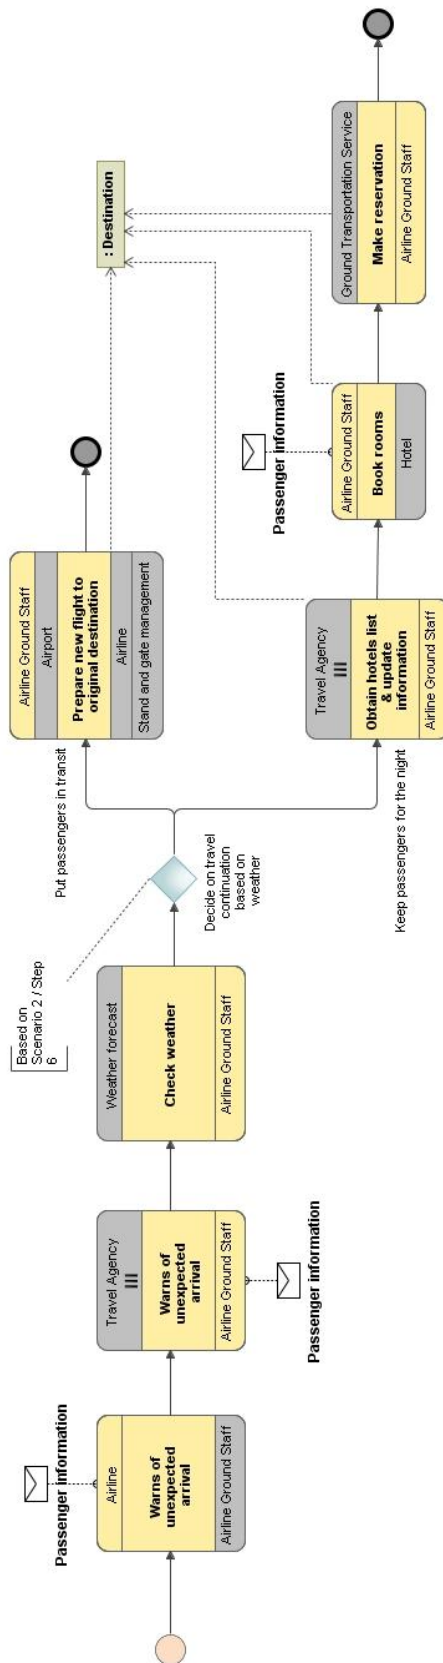 Passenger information
Airline
Warns of
unexpected
arrival
Airline Ground Staff
Travel Agency
Warns of
unexpected
arrival
Airline Ground Staff
Passenger information
Weather forecast
Check weather
Airline Ground Staff
Based on
Scenario 2 / Step
6
Decide on travel
continuation
based on
weather
Put passengers in transit
Airline Ground Staff
Airport
Prepare new flight to
original destination
Airline
Stand and gate management
: Destination
Keep passengers for the night
Travel Agency
Obtain hotels list
& update
information
Airline Ground Staff
Passenger information
Airline Ground Staff
Book rooms
Hotel
Ground Transportation Service
Make reservation
Airline Ground Staff